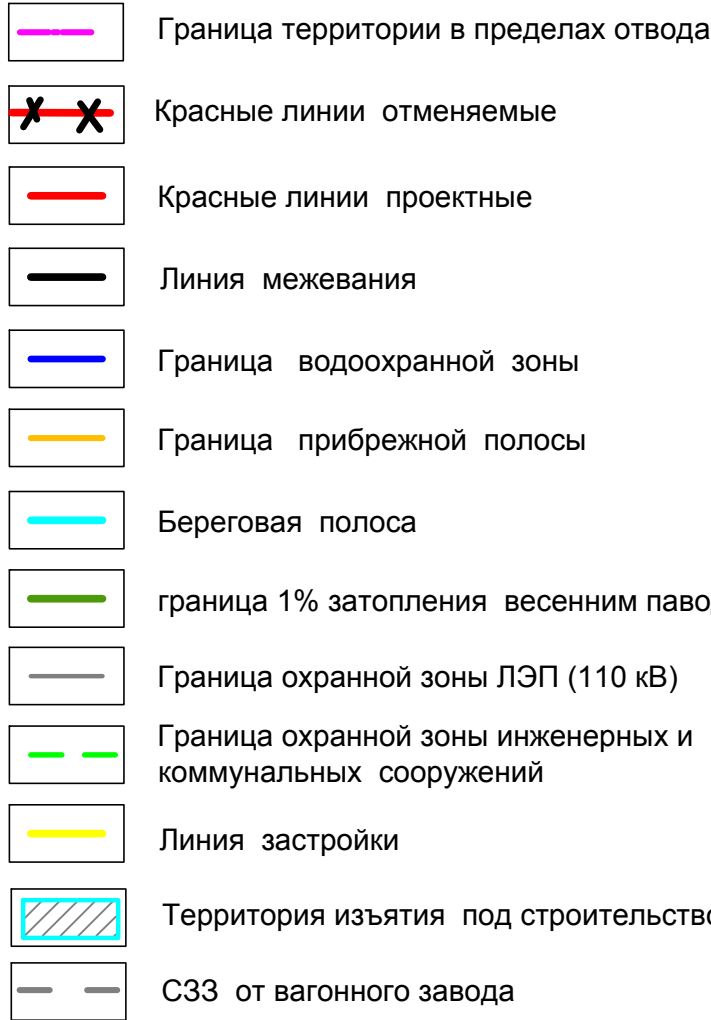 Граница территории в пределах отвода
Красные линии отменяемые
Красные линии проектные
Линия межевания
Граница водоохранной зоны
Граница прибрежной полосы
Береговая полоса
граница 1% затопления весенним
Граница охранной зоны ЛЭП (110 кВ)
Граница охранной зоны инженерных и
коммунальных сооружений
Линия застройки
Территория изъятия под строительство
СЗЗ от вагонного завода